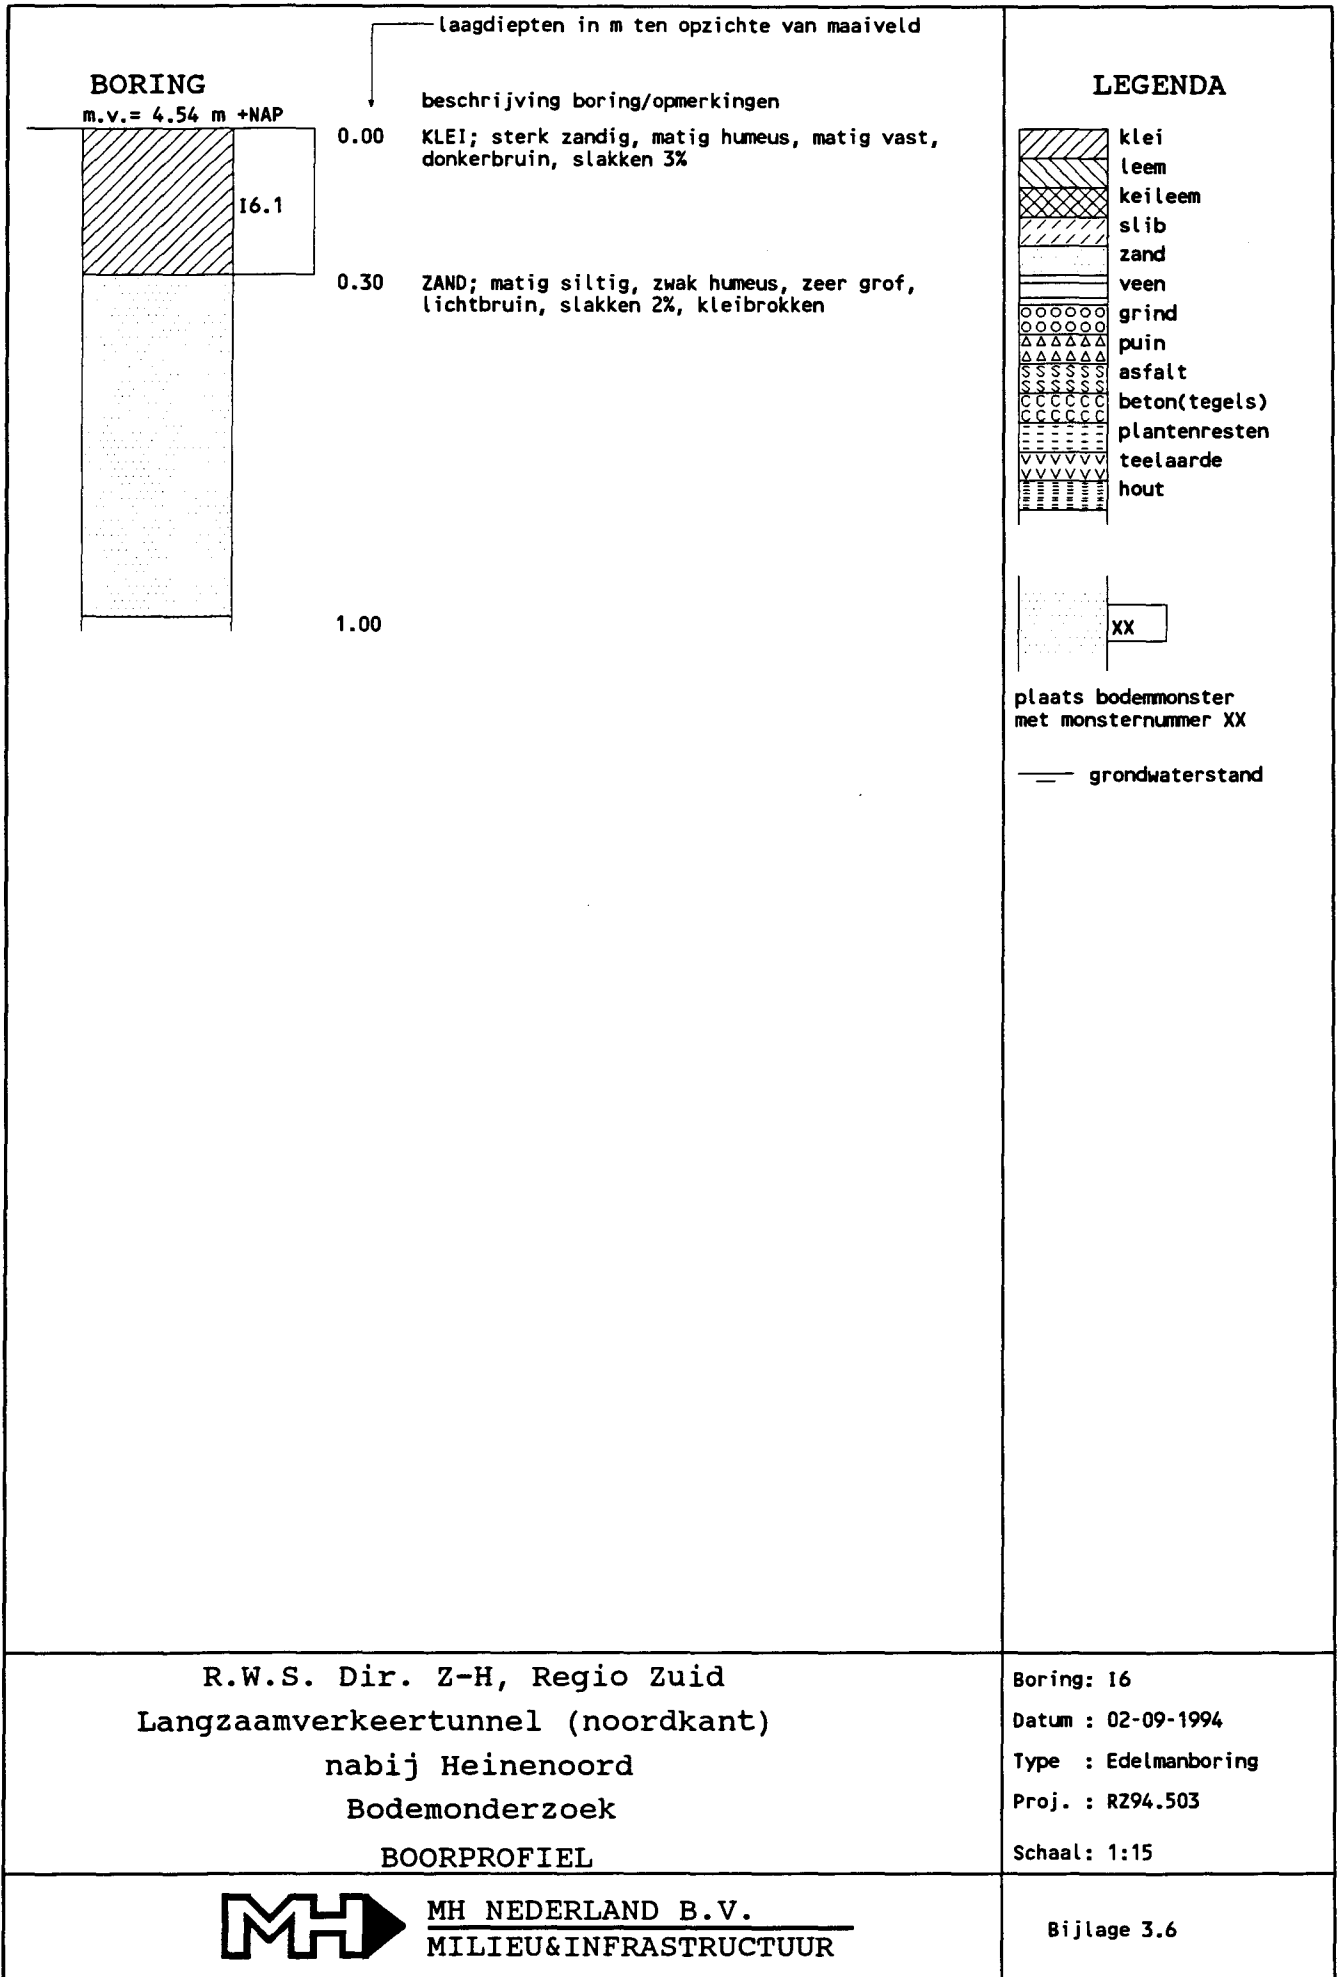 laagdiepten in m ten opzichte van maaiveld
BORING
m.v.= 4.54 m +NAP
beschrijving boring/opmerkingen
0.00 KLEI; sterk zandig, matig humeus, matig vast,
donkerbruin, slakken 3%
I6.1
0.30 ZAND; matig siltig, zwak humeus, zeer grof,
lichtbruin, slakken 2%, kleibrokken
1.00
LEGENDA
klei
leem
keileem
slib
zand
veen
grind
puin
asfalt
beton(tegels)
plantenresten
teelaarde
hout
XX
plaats bodemmonster
met monsternummer XX
grondwaterstand
R.W.S. Dir. Z-H, Regio Zuid
Langzaamverkeertunnel (noordkant)
nabij Heinenoord
Bodemonderzoek
BOORPROFIEL
Boring: I6
Datum : 02-09-1994
Type : Edelmanboring
Proj. : RZ94.503
Schaal: 1:15
MH
MH NEDERLAND B.V.
MILIEU&INFRASTRUCTUUR
Bijlage 3.6